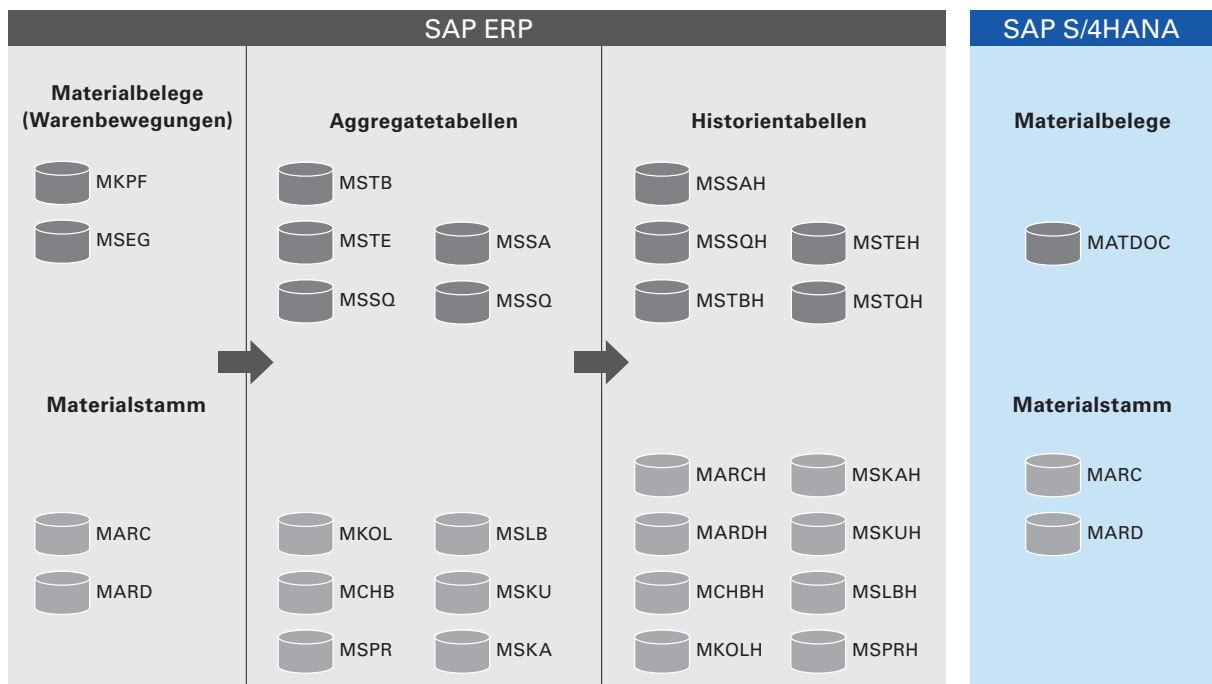 SAP ERP
Materialbelege
(Warenbewegungen)
MKPF
MSEG
Materialstamm
MARC
MARD
Aggregatetabellen
MSTB
MSTE
MSSA
MSSQ
MSSQ
MKOL
MSLB
MCHB
MSKU
MSPR
MSKA
Historientabellen
MSSAH
MSSQH
MSTEH
MSTBH
MSTQH
MARCH
MSKAH
MARDH
MSKUH
MCHBH
MSLBH
MKOLH
MSPRH
SAP S/4HANA
Materialbelege
MATDOC
Materialstamm
MARC
MARD